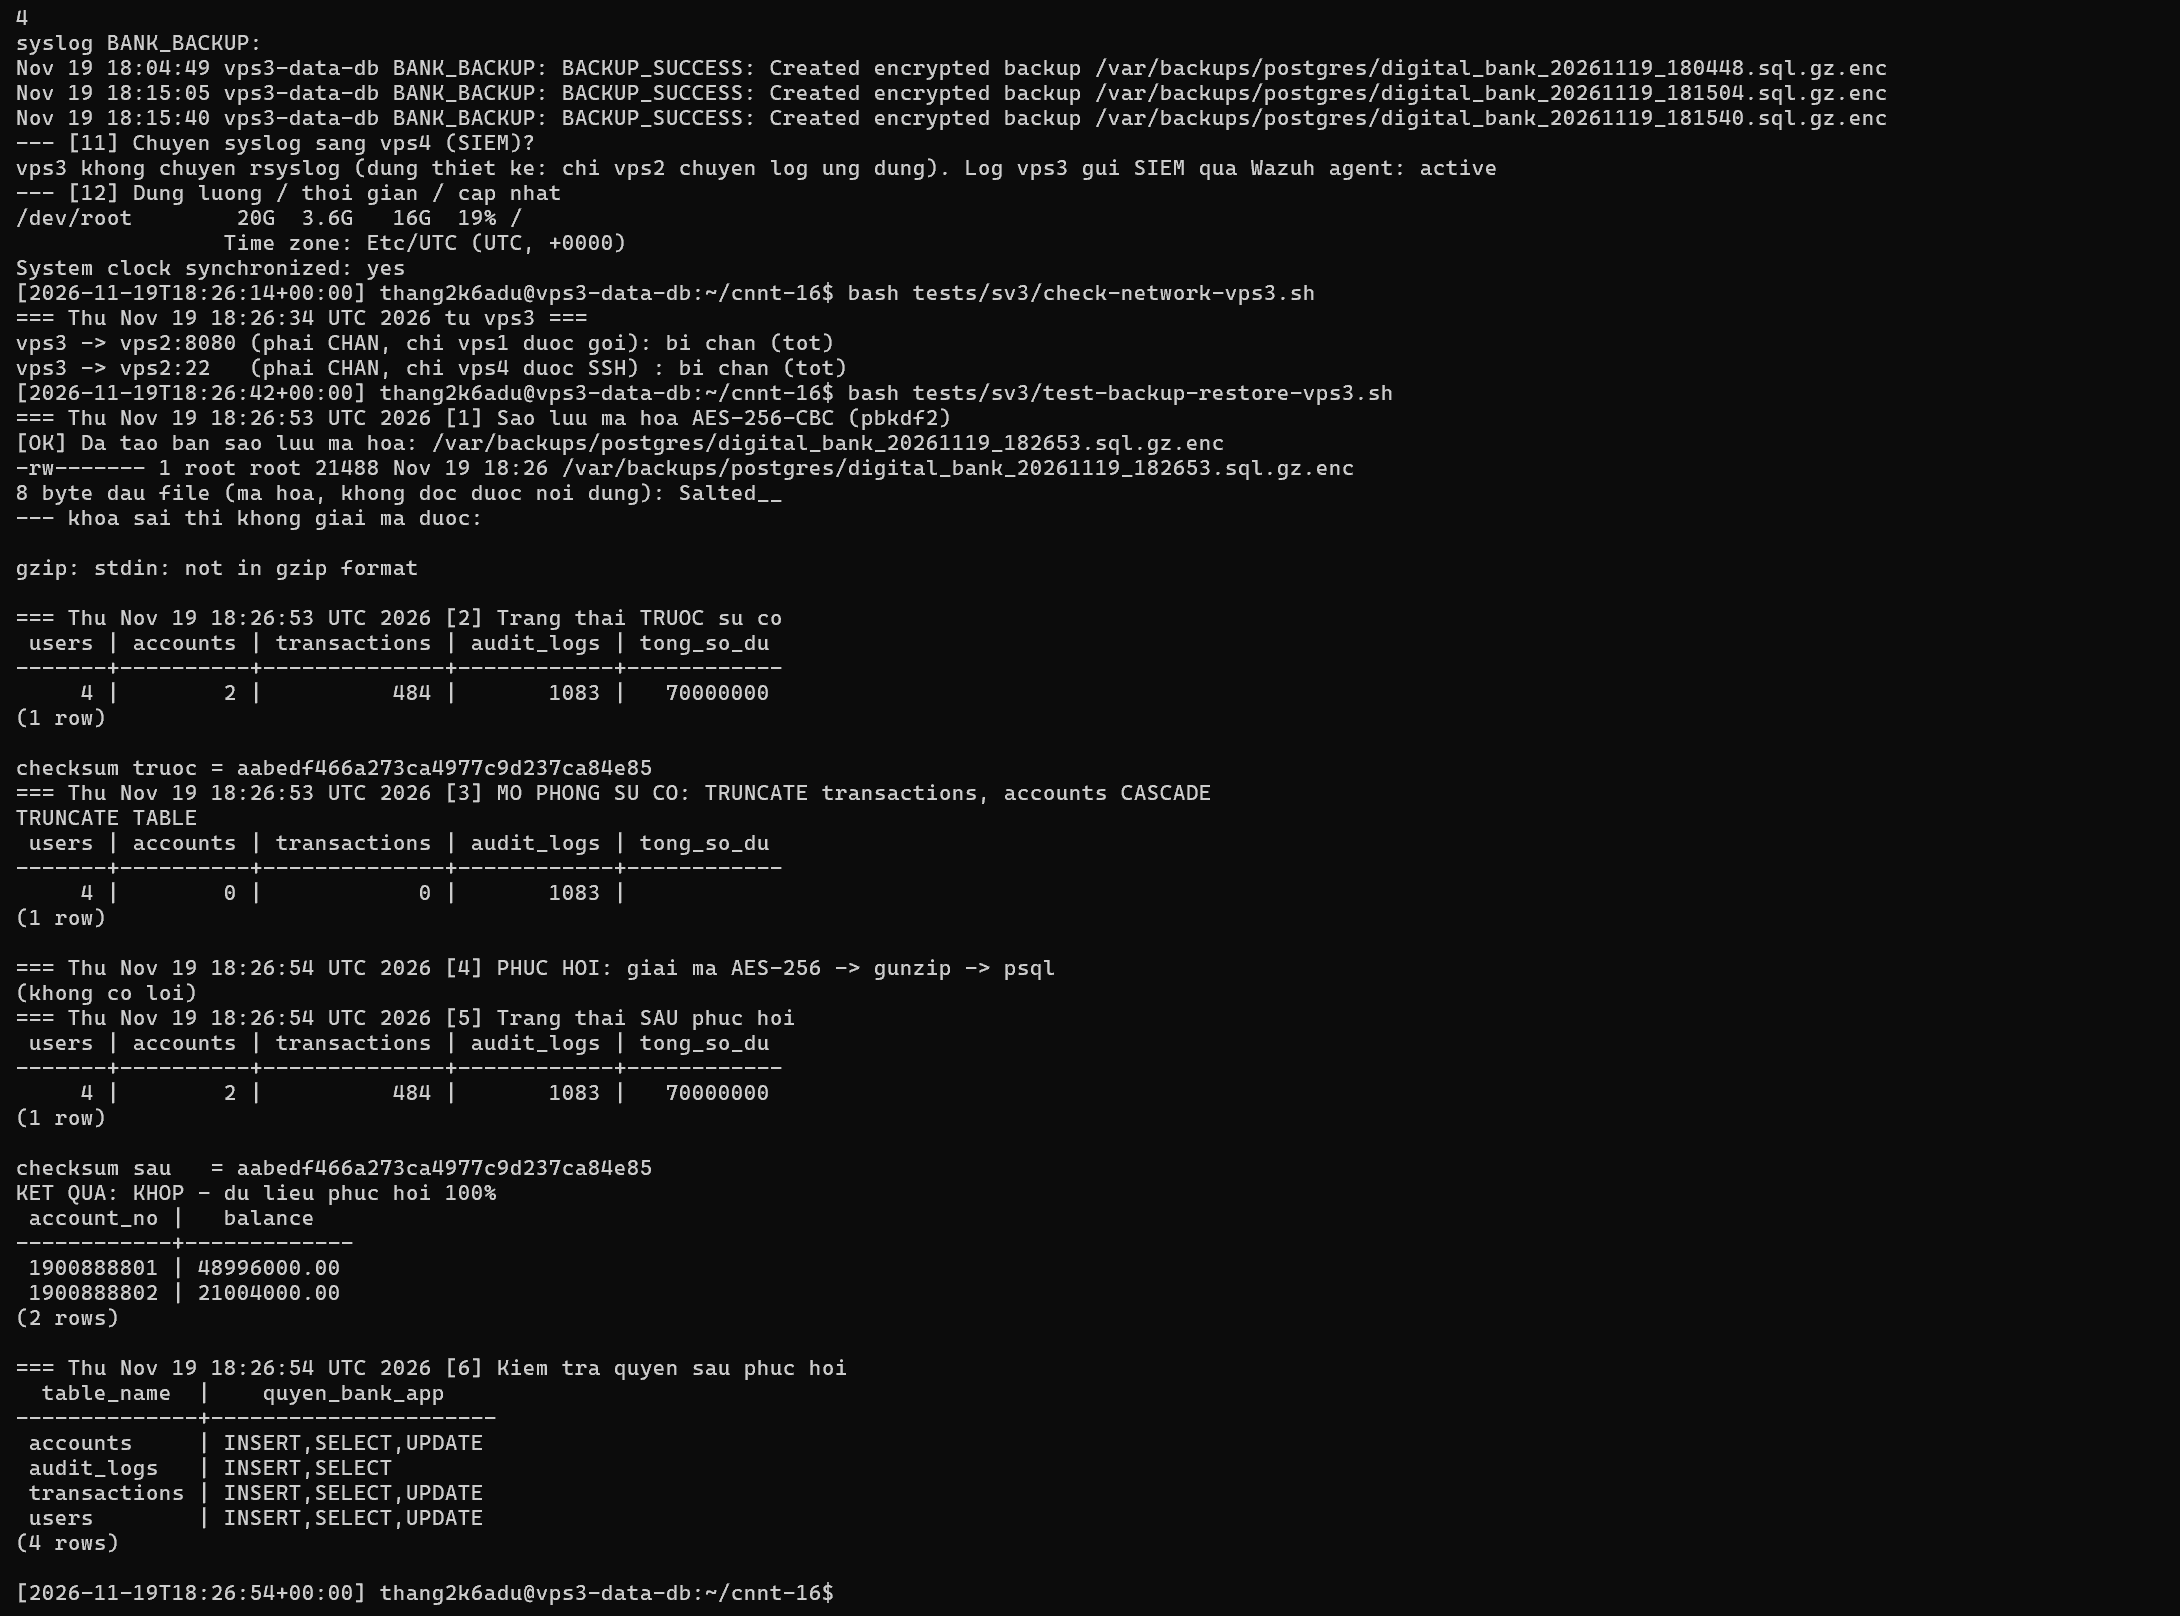 4
syslog BANK_BACKUP:
Nov 19 18:04:49 vps3-data-db BANK_BACKUP: BACKUP_SUCCESS: Created encrypted backup /var/backups/postgres/digital_bank_20261119_180448.sql.gz.enc
Nov 19 18:15:05 vps3-data-db BANK_BACKUP: BACKUP_SUCCESS: Created encrypted backup /var/backups/postgres/digital_bank_20261119_181504.sql.gz.enc
Nov 19 18:15:40 vps3-data-db BANK_BACKUP: BACKUP_SUCCESS: Created encrypted backup /var/backups/postgres/digital_bank_20261119_181540.sql.gz.enc
--- [11] Chuyen syslog sang vps4 (SIEM)?
vps3 khong chuyen rsyslog (dung thiet ke: chi vps2 chuyen log ung dung). Log vps3 gui SIEM qua Wazuh agent: active
--- [12] Dung luong / thoi gian / cap nhat
/dev/root        20G  3.6G   16G  19% /
                Time zone: Etc/UTC (UTC, +0000)
System clock synchronized: yes
[2026-11-19T18:26:14+00:00] thang2k6adu@vps3-data-db:~/cnnt-16$ bash tests/sv3/check-network-vps3.sh
=== Thu Nov 19 18:26:34 UTC 2026 tu vps3 ===
vps3 -> vps2:8080 (phai CHAN, chi vps1 duoc goi): bi chan (tot)
vps3 -> vps2:22   (phai CHAN, chi vps4 duoc SSH) : bi chan (tot)
[2026-11-19T18:26:42+00:00] thang2k6adu@vps3-data-db:~/cnnt-16$ bash tests/sv3/test-backup-restore-vps3.sh
=== Thu Nov 19 18:26:53 UTC 2026 [1] Sao luu ma hoa AES-256-CBC (pbkdf2)
[OK] Da tao ban sao luu ma hoa: /var/backups/postgres/digital_bank_20261119_182653.sql.gz.enc
-rw------- 1 root root 21488 Nov 19 18:26 /var/backups/postgres/digital_bank_20261119_182653.sql.gz.enc
8 byte dau file (ma hoa, khong doc duoc noi dung): Salted__
--- khoa sai thi khong giai ma duoc:

gzip: stdin: not in gzip format

=== Thu Nov 19 18:26:53 UTC 2026 [2] Trang thai TRUOC su co
 users | accounts | transactions | audit_logs | tong_so_du
-------+----------+--------------+------------+------------
     4 |        2 |          484 |       1083 |   70000000
(1 row)

checksum truoc = aabedf466a273ca4977c9d237ca84e85
=== Thu Nov 19 18:26:53 UTC 2026 [3] MO PHONG SU CO: TRUNCATE transactions, accounts CASCADE
TRUNCATE TABLE
 users | accounts | transactions | audit_logs | tong_so_du
-------+----------+--------------+------------+------------
     4 |        0 |            0 |       1083 |
(1 row)

=== Thu Nov 19 18:26:54 UTC 2026 [4] PHUC HOI: giai ma AES-256 -> gunzip -> psql
(khong co loi)
=== Thu Nov 19 18:26:54 UTC 2026 [5] Trang thai SAU phuc hoi
 users | accounts | transactions | audit_logs | tong_so_du
-------+----------+--------------+------------+------------
     4 |        2 |          484 |       1083 |   70000000
(1 row)

checksum sau   = aabedf466a273ca4977c9d237ca84e85
KET QUA: KHOP - du lieu phuc hoi 100%
 account_no |   balance
------------+-------------
 1900888801 | 48996000.00
 1900888802 | 21004000.00
(2 rows)

=== Thu Nov 19 18:26:54 UTC 2026 [6] Kiem tra quyen sau phuc hoi
  table_name  |    quyen_bank_app
--------------+----------------------
 accounts     | INSERT,SELECT,UPDATE
 audit_logs   | INSERT,SELECT
 transactions | INSERT,SELECT,UPDATE
 users        | INSERT,SELECT,UPDATE
(4 rows)

[2026-11-19T18:26:54+00:00] thang2k6adu@vps3-data-db:~/cnnt-16$